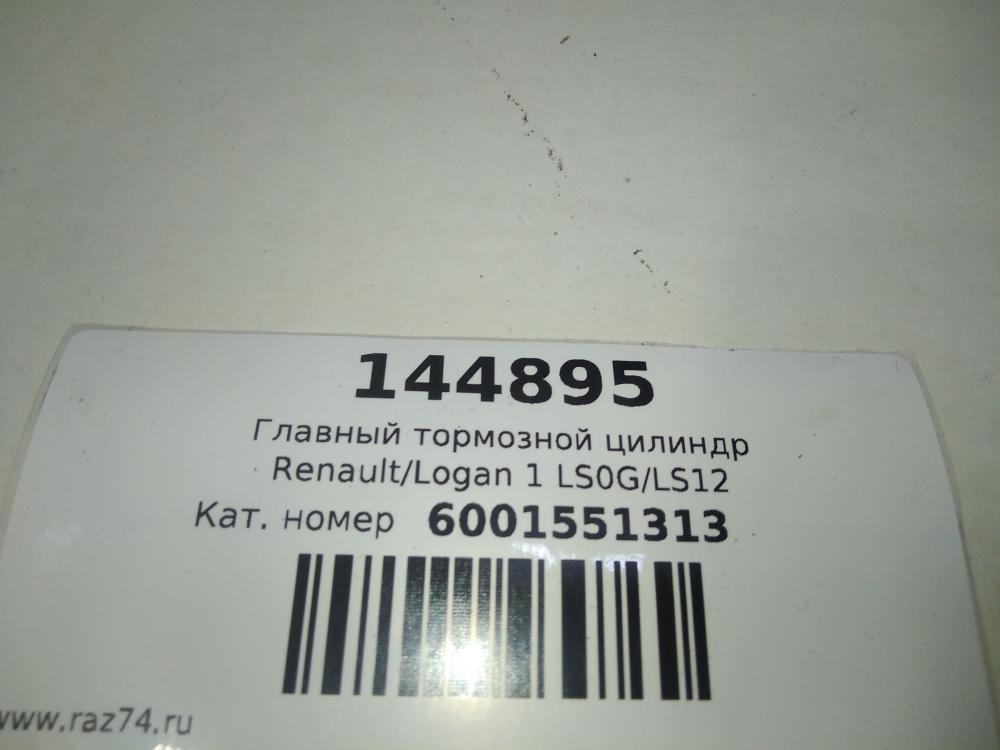 144895
Главный тормозной цилиндр
Renault/Logan 1 LS0G/LS12
Кат. номер 6001551313
www.raz74.ru